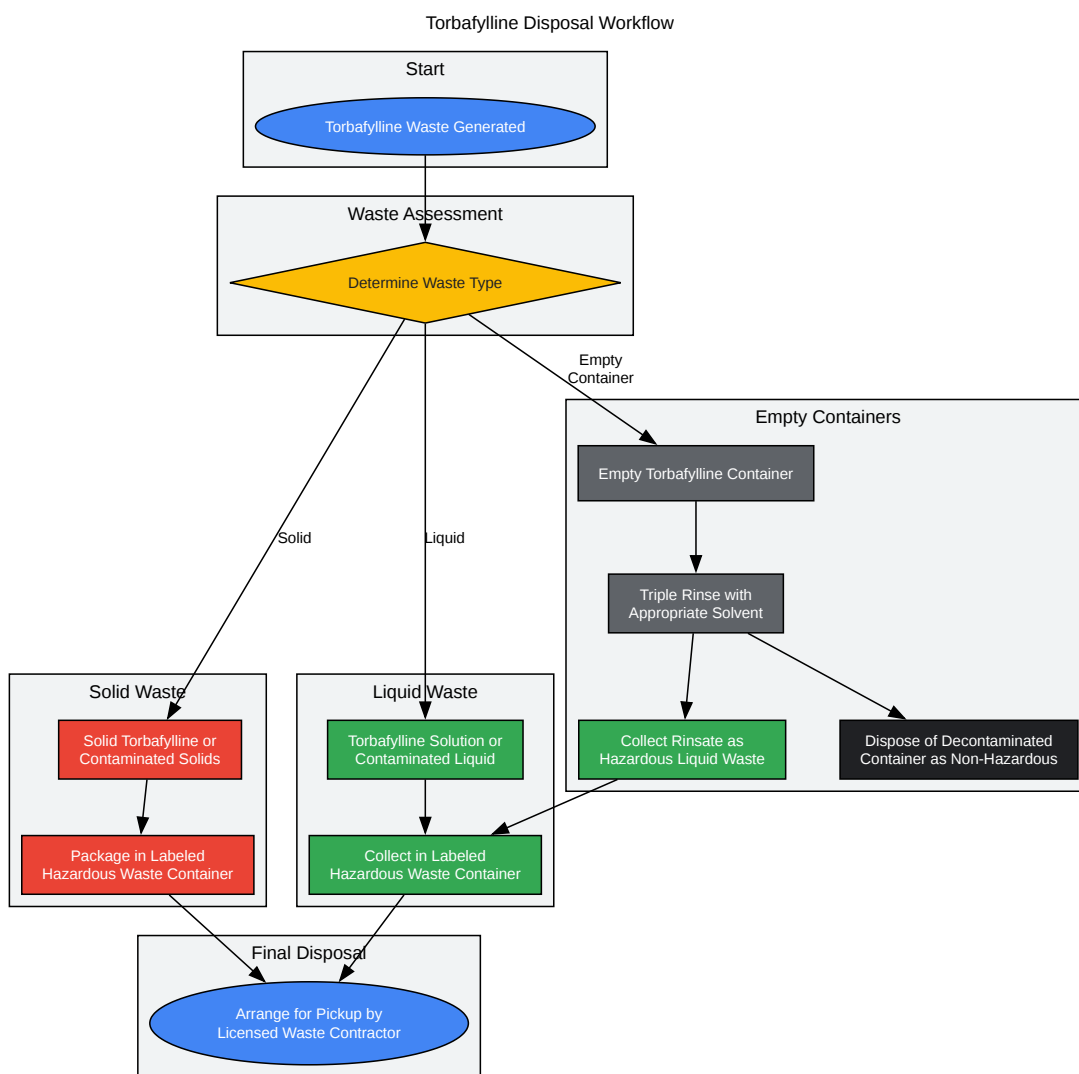 Torbafylline Disposal Workflow
Start
Torbafylline Waste Generated
Waste Assessment
Determine Waste Type
Empty
Container
Empty Containers
Empty Torbafylline Container
Solid
Liquid
Triple Rinse with
Appropriate Solvent
Solid Waste
Solid Torbafylline or
Contaminated Solids
Liquid Waste
Torbafylline Solution or
Contaminated Liquid
Collect Rinsate as
Hazardous Liquid Waste
Dispose of Decontaminated
Container as Non-Hazardous
Package in Labeled
Hazardous Waste Container
Collect in Labeled
Hazardous Waste Container
Final Disposal
Arrange for Pickup by
Licensed Waste Contractor